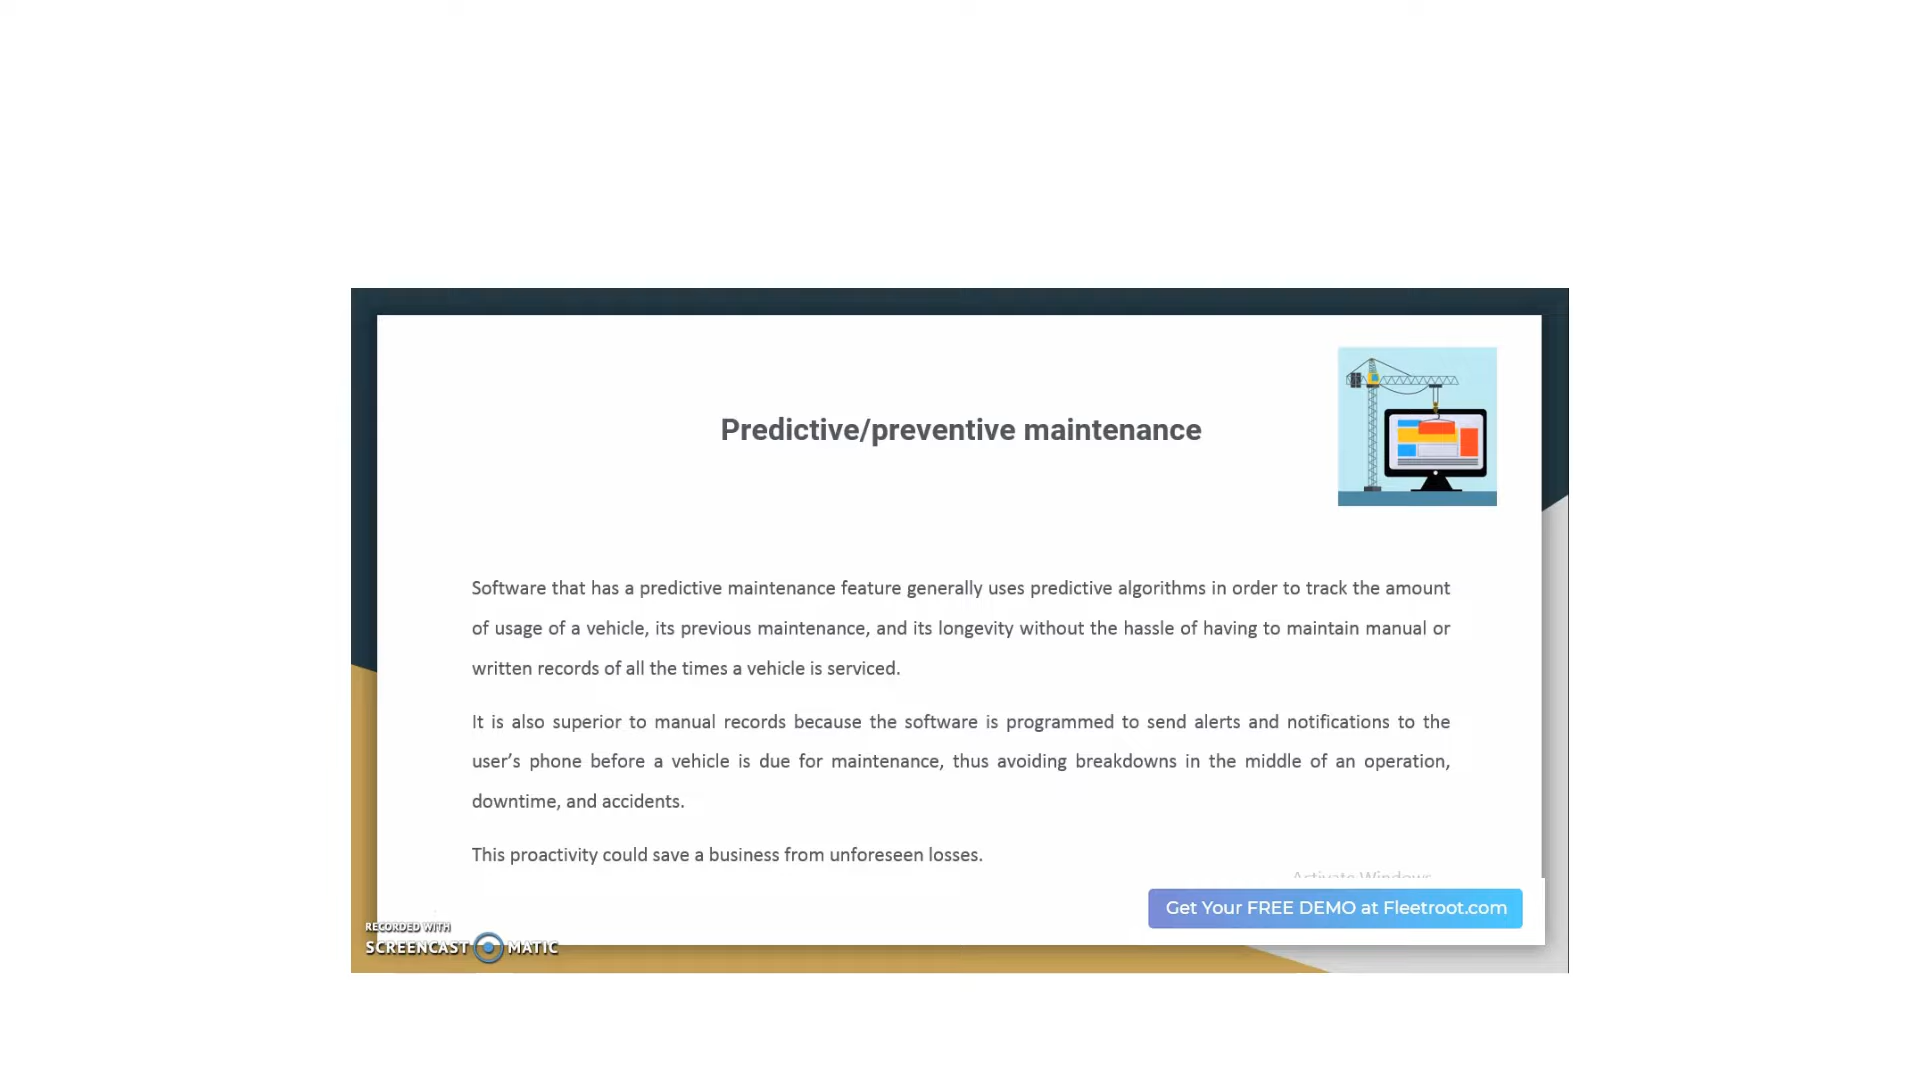 Predictive/preventive maintenance
Software that has a predictive maintenance feature generally uses predictive algorithms in order to track the amount
of usage of a vehicle, its previous maintenance, and its longevity without the hassle of having to maintain manual or
written records of all the times a vehicle is serviced.
It is also superior to manual records because the software is programmed to send alerts and notifications to the
user’s phone before a vehicle is due for maintenance, thus avoiding breakdowns in the middle of an operation,
downtime, and accidents.
This proactivity could save a business from unforeseen losses.
Activate Windows
Get Your FREE DEMO at Fleetroot.com
RECORDED WITH
SCREENCAST MATIC